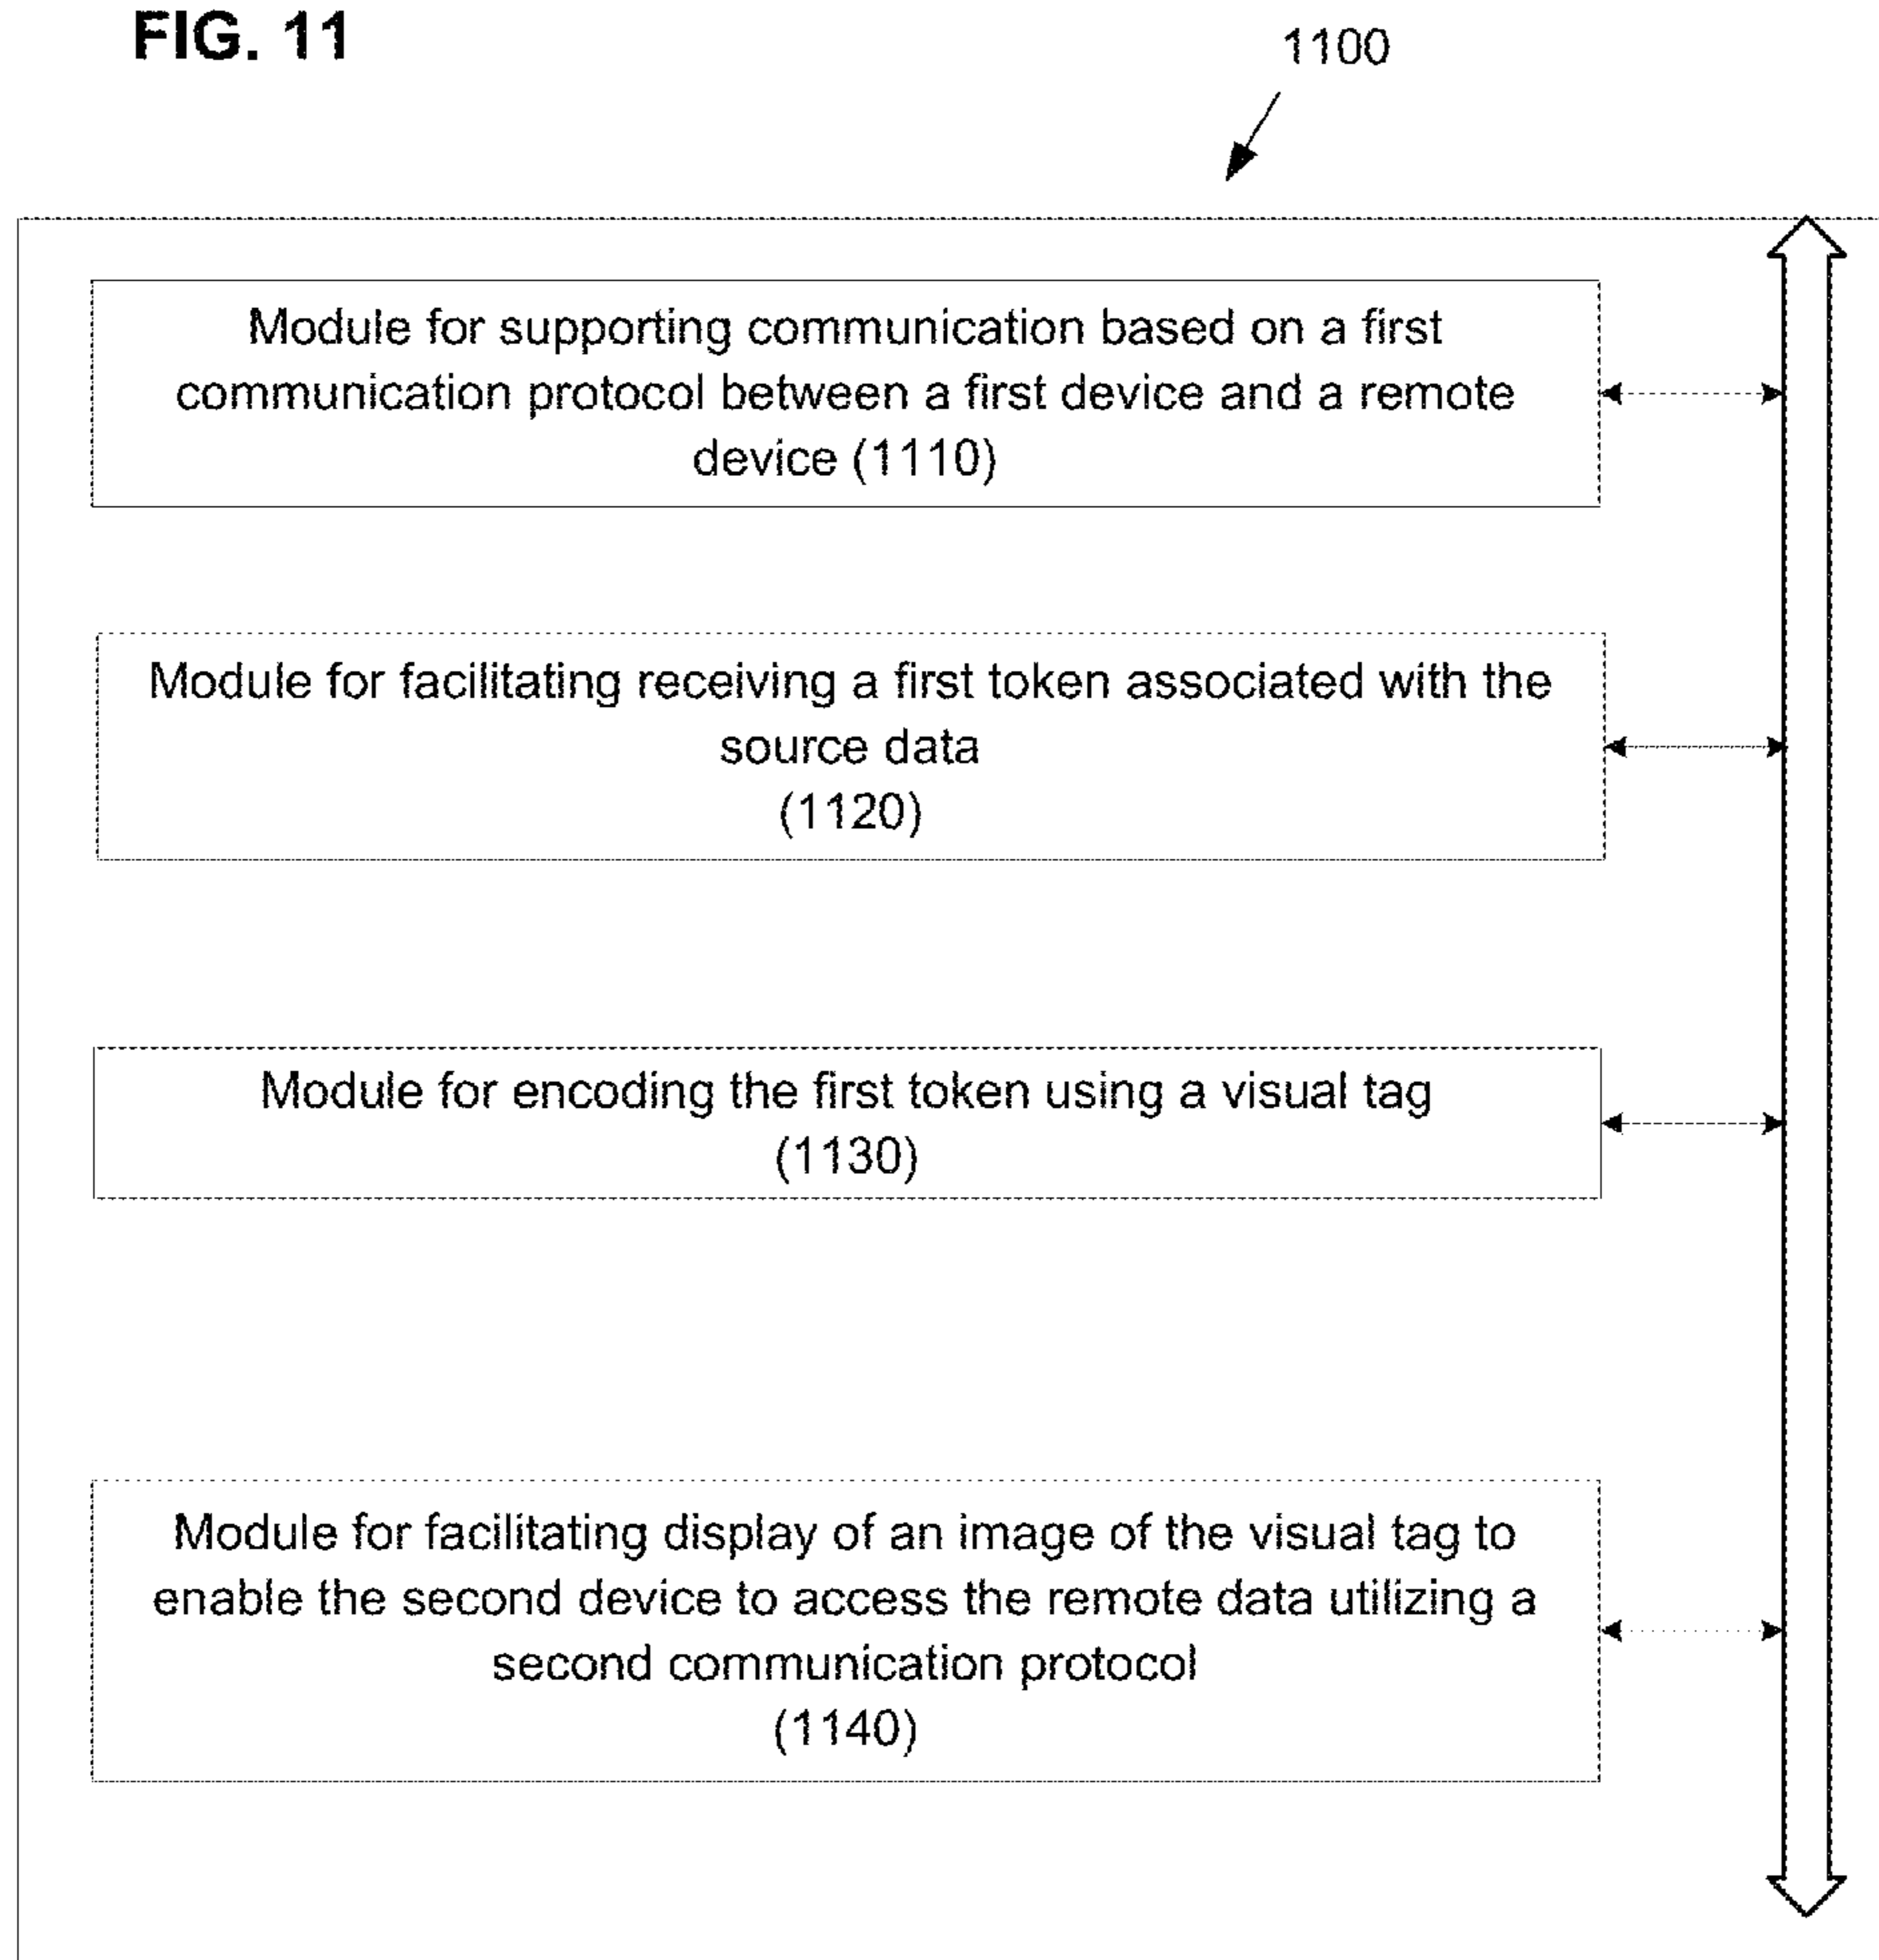 FIG. 11
1100
Module for supporting communication based on a first
communication protocol between a first device and a remote
device (1110)
Module for facilitating receiving a first token associated with the
source data
(1120)
Module for encoding the first token using a visual tag
(1130)
Module for facilitating display of an image of the visual tag to
enable the second device to access the remote data utilizing a
second communication protocol
(1140)